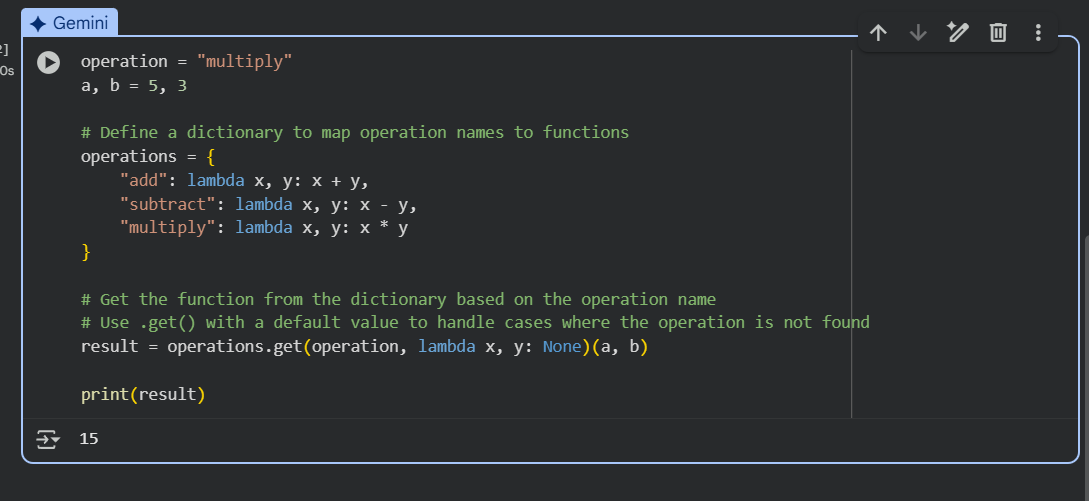 Gemini
2]
0s
operation = "multiply"
a, b = 5, 3
# Define a dictionary to map operation names to functions
operations = {
    "add": lambda x, y: x + y,
    "subtract": lambda x, y: x - y,
    "multiply": lambda x, y: x * y
}
# Get the function from the dictionary based on the operation name
# Use .get() with a default value to handle cases where the operation is not found
result = operations.get(operation, lambda x, y: None)(a, b)
print(result)
15